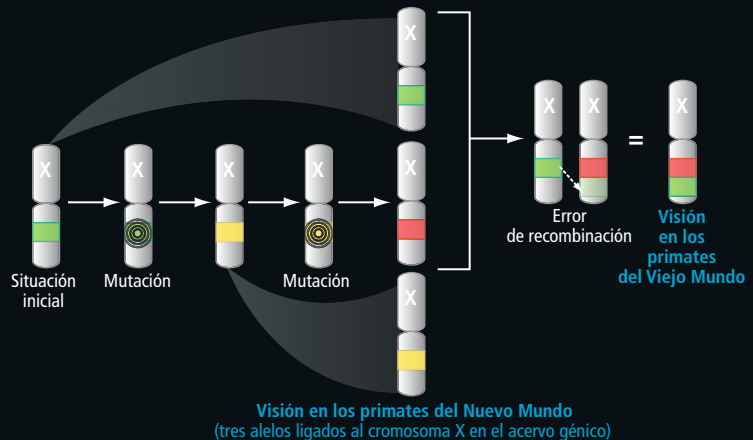 X
X
X
X
X
X
X
X
X
X
=
Situación
inicial
Mutación
Mutación
Error
de recombinación
Visión
en los
primates
del Viejo Mundo
Visión en los primates del Nuevo Mundo
(tres alelos ligados al cromosoma X en el acervo génico)